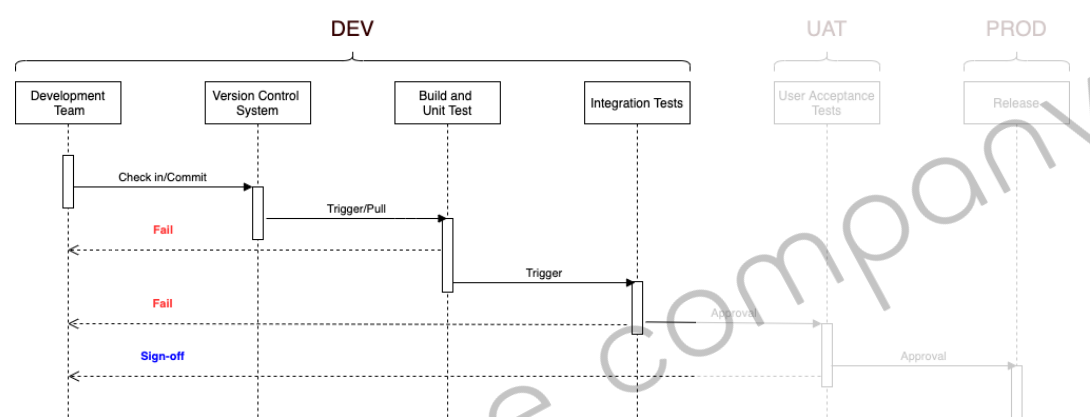 DEV
UAT
PROD
Development
Team
Version Control
System
Build and
Unit Test
Integration Tests
User Acceptance
Tests
Release
Check in/Commit
Trigger/Pull
Fail
Trigger
Fail
Approval
Sign-off
Approval
company